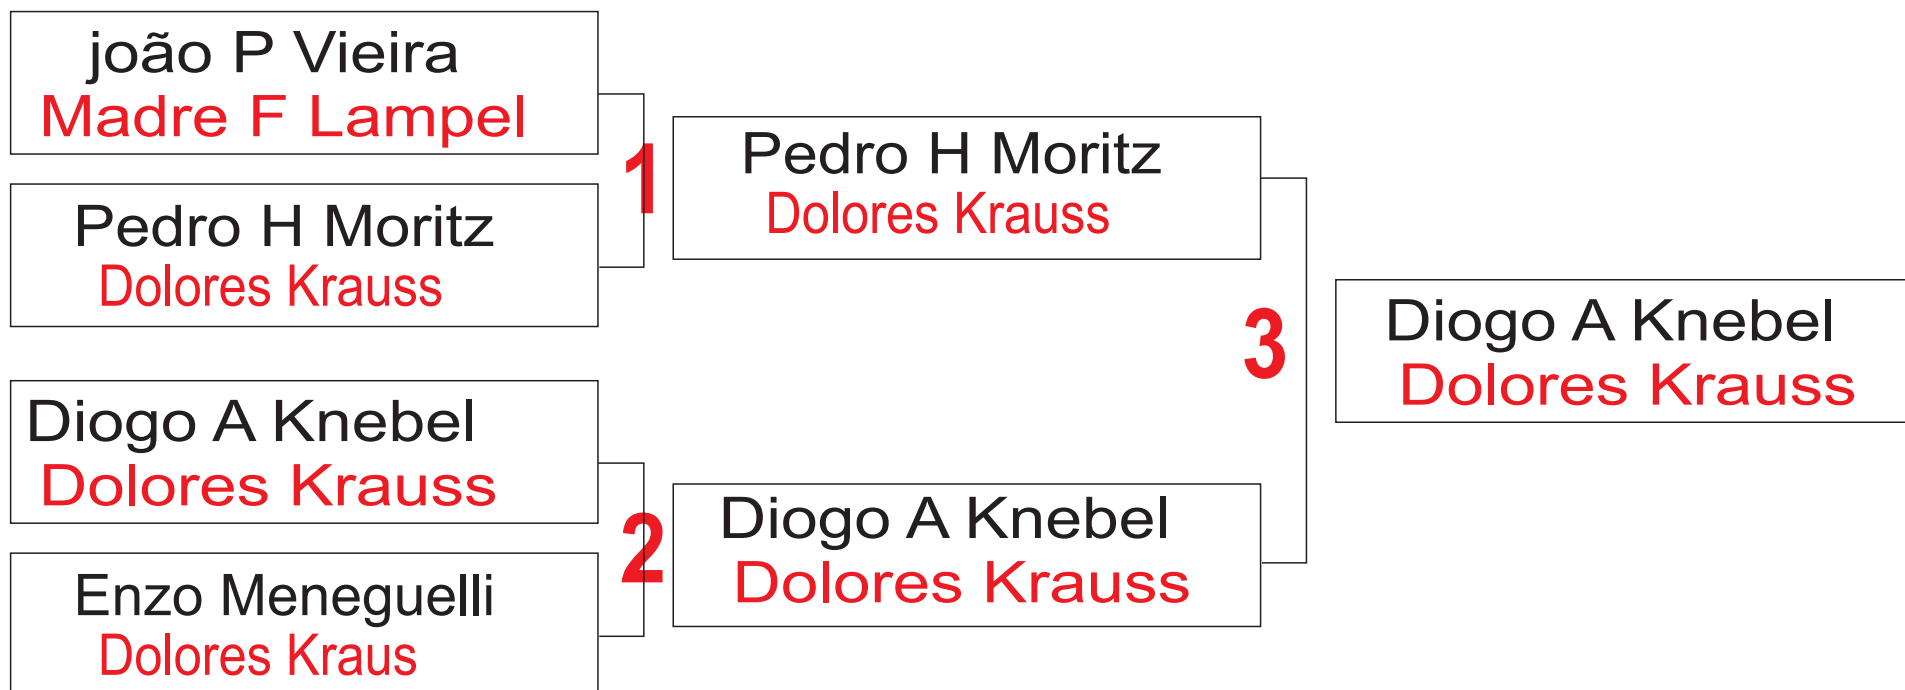 joão P Vieira
Madre F Lampel
1
Pedro H Moritz
Dolores Krauss
Pedro H Moritz
Dolores Krauss
3
Diogo A Knebel
Dolores Krauss
Diogo A Knebel
Dolores Krauss
2
Diogo A Knebel
Dolores Krauss
Enzo Meneguelli
Dolores Kraus